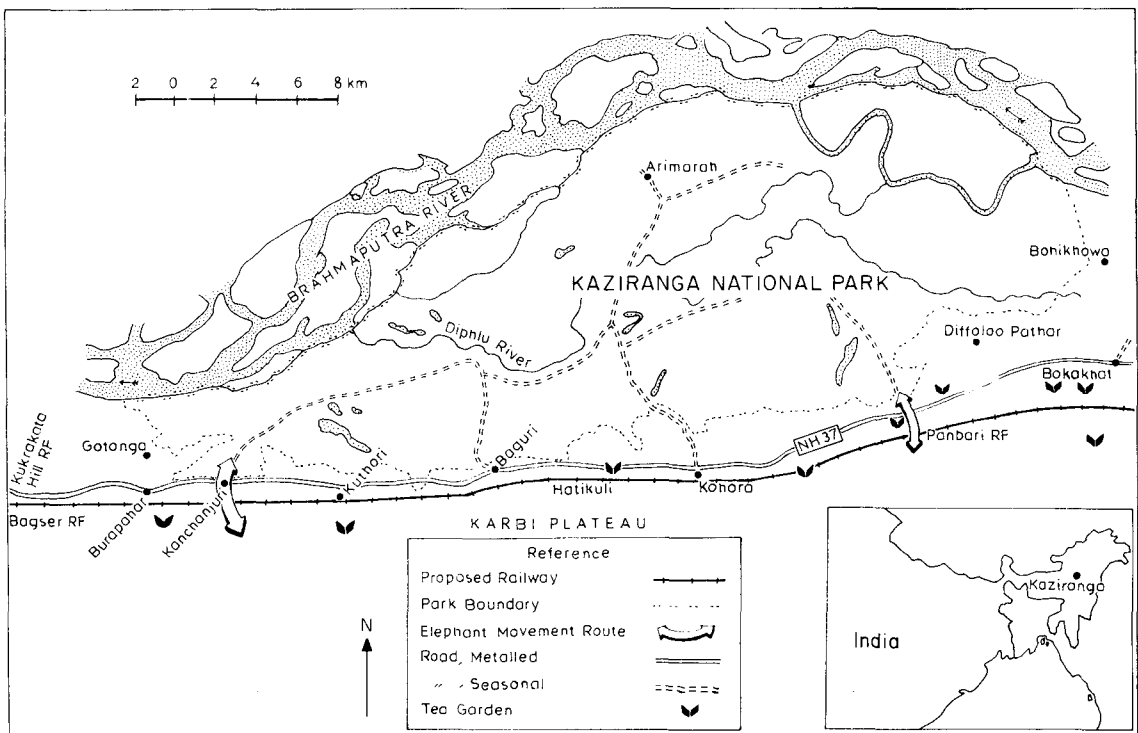 2 0 4 6 8 km
Arimarah
BRAHMAPUTRA RIVER
Bohikhowa
KAZIRANGA NATIONAL PARK
Diphlu River
Diffoloo Pathar
Bokakhat
Kukrakata
Hill RF
Gotonga
NH 37
Panbari RF
Baguri
Kuthori
Hatikuli
Kohora
Bagser RF
Burapahar
Kanchanjuri
KARBI PLATEAU
Reference
Proposed Railway
Park Boundary
Elephant Movement Route
Road, Metalled
〃 , Seasonal
Tea Garden
N
Kaziranga
India